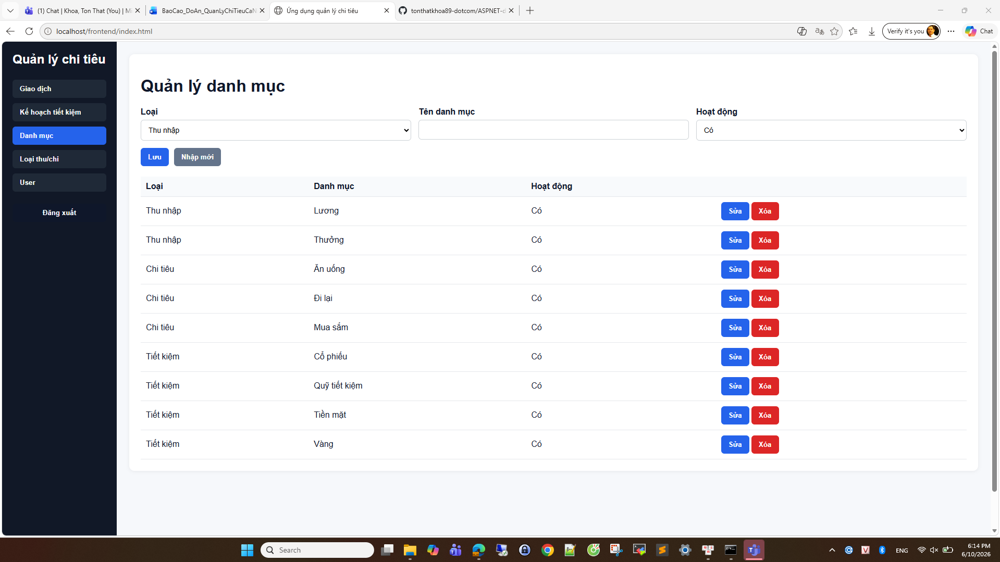 (1) Chat | Khoa, Ton That (You) | Mi
BaoCao_DoAn_QuanLyChiTieuCaN
Ứng dụng quản lý chi tiêu
tonthatkhoa89-dotcom/ASPNET-d
localhost/frontend/index.html
Verify it's you
Chat
Quản lý chi tiêu
Giao dịch
Kế hoạch tiết kiệm
Danh mục
Loại thu/chi
User
Đăng xuất
Quản lý danh mục
Loại Tên danh mục Hoạt động
Thu nhập Có
Lưu Nhập mới
Loại Danh mục Hoạt động
Thu nhập Lương Có Sửa Xóa
Thu nhập Thưởng Có Sửa Xóa
Chi tiêu Ăn uống Có Sửa Xóa
Chi tiêu Đi lại Có Sửa Xóa
Chi tiêu Mua sắm Có Sửa Xóa
Tiết kiệm Cổ phiếu Có Sửa Xóa
Tiết kiệm Quỹ tiết kiệm Có Sửa Xóa
Tiết kiệm Tiền mặt Có Sửa Xóa
Tiết kiệm Vàng Có Sửa Xóa
Search
ENG
6:14 PM
6/10/2026